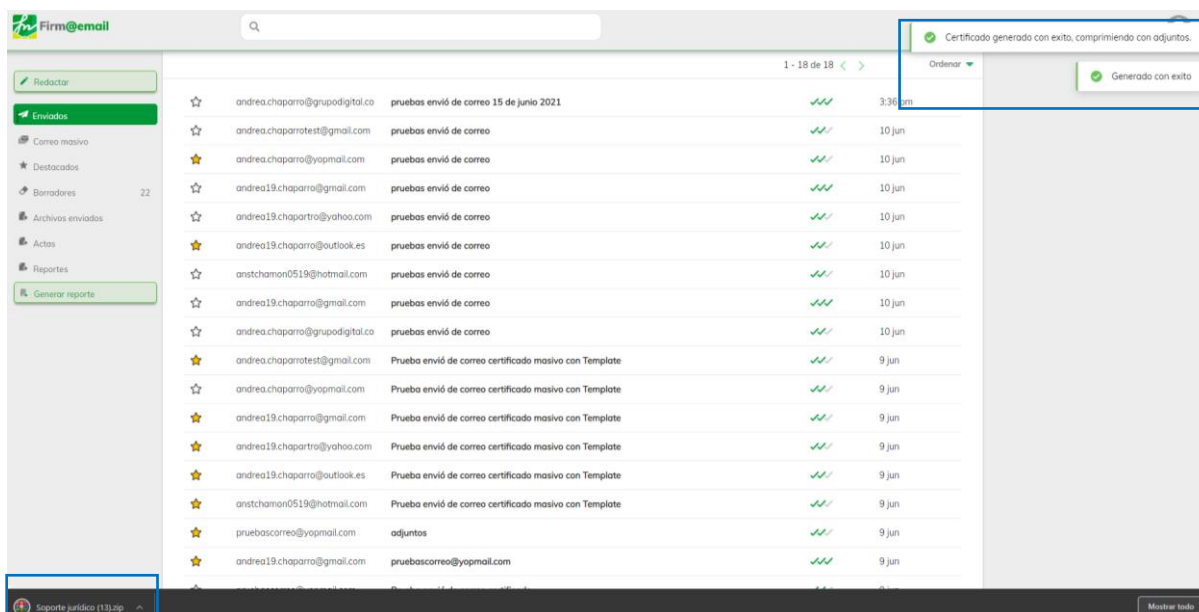 Firm@email
Certificado generado con exito, comprimiendo con adjuntos.
1 - 18 de 18
Ordenar
Generado con exito
Redactar
Enviados
Correo masivo
Destacados
Borradores 22
Archivos enviados
Actas
Reportes
Generar reporte
andrea.chaparro@grupodigital.co pruebas envió de correo 15 de junio 2021 3:36 pm
andrea.chaparrotest@gmail.com pruebas envió de correo 10 jun
andrea.chaparro@yopmail.com pruebas envió de correo 10 jun
andrea19.chaparro@gmail.com pruebas envió de correo 10 jun
andrea19.chapartro@yahoo.com pruebas envió de correo 10 jun
andrea19.chaparro@outlook.es pruebas envió de correo 10 jun
anstchamon0519@hotmail.com pruebas envió de correo 10 jun
andrea19.chaparro@gmail.com pruebas envió de correo 10 jun
andrea.chaparro@grupodigital.co pruebas envió de correo 10 jun
andrea.chaparrotest@gmail.com Prueba envió de correo certificado masivo con Template 9 jun
andrea.chaparro@yopmail.com Prueba envió de correo certificado masivo con Template 9 jun
andrea19.chaparro@gmail.com Prueba envió de correo certificado masivo con Template 9 jun
andrea19.chapartro@yahoo.com Prueba envió de correo certificado masivo con Template 9 jun
andrea19.chaparro@outlook.es Prueba envió de correo certificado masivo con Template 9 jun
anstchamon0519@hotmail.com Prueba envió de correo certificado masivo con Template 9 jun
pruebascorreo@yopmail.com adjuntos 9 jun
andrea19.chaparro@gmail.com pruebascorreo@yopmail.com 9 jun
Soporte jurídico (13).zip
Mostrar todo